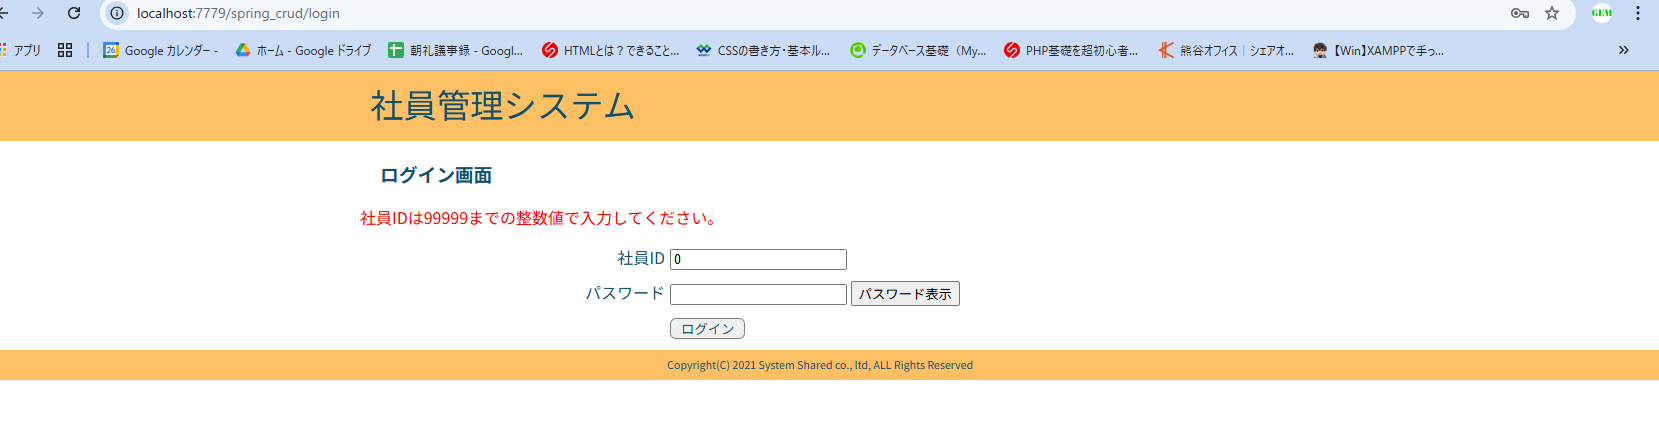 localhost:7779/spring_crud/login
GEM
アプリ
26
Google カレンダー -
ホーム - Google ドライブ
朝礼議事録 - Googl...
HTMLとは？できること...
CSSの書き方・基本ル...
データベース基礎（My...
PHP基礎を超初心者...
熊谷オフィス｜シェアオ...
【Win】XAMPPで手っ...
社員管理システム
ログイン画面
社員IDは99999までの整数値で入力してください。
社員ID 0
パスワード パスワード表示
ログイン
Copyright(C) 2021 System Shared co., ltd, ALL Rights Reserved